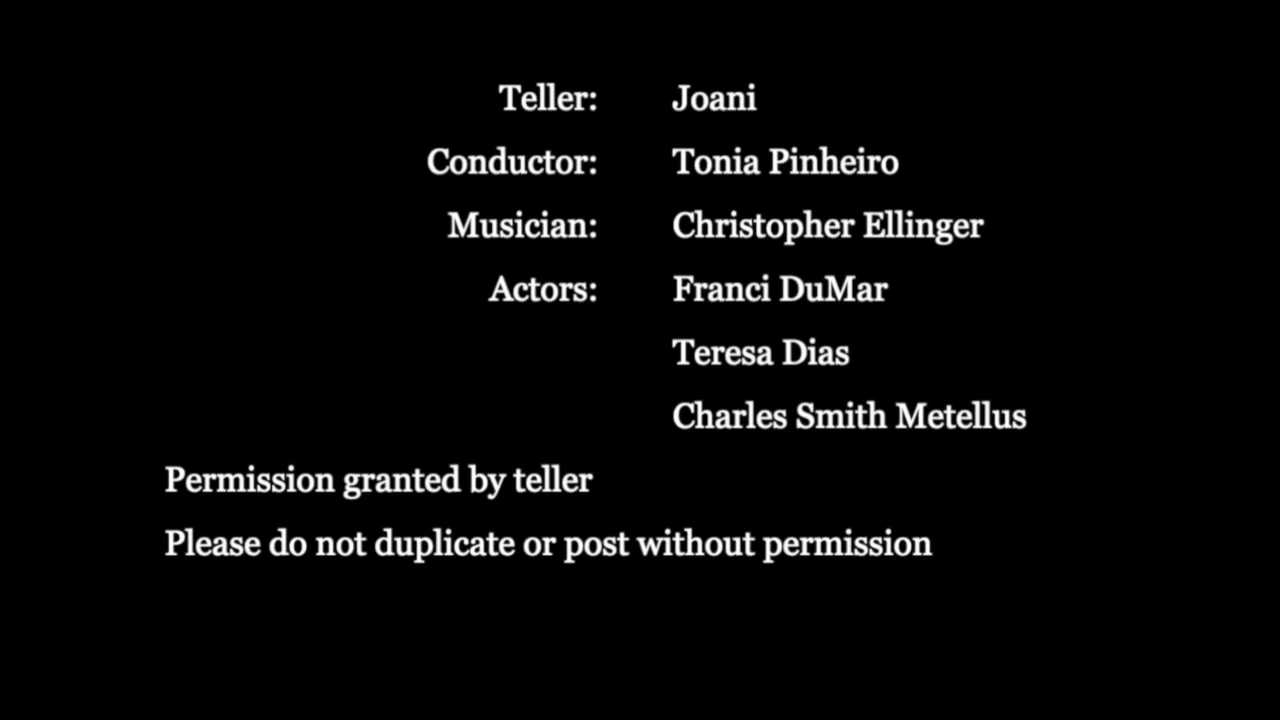 Teller: Joani
Conductor: Tonia Pinheiro
Musician: Christopher Ellinger
Actors: Franci DuMar
Teresa Dias
Charles Smith Metellus
Permission granted by teller
Please do not duplicate or post without permission